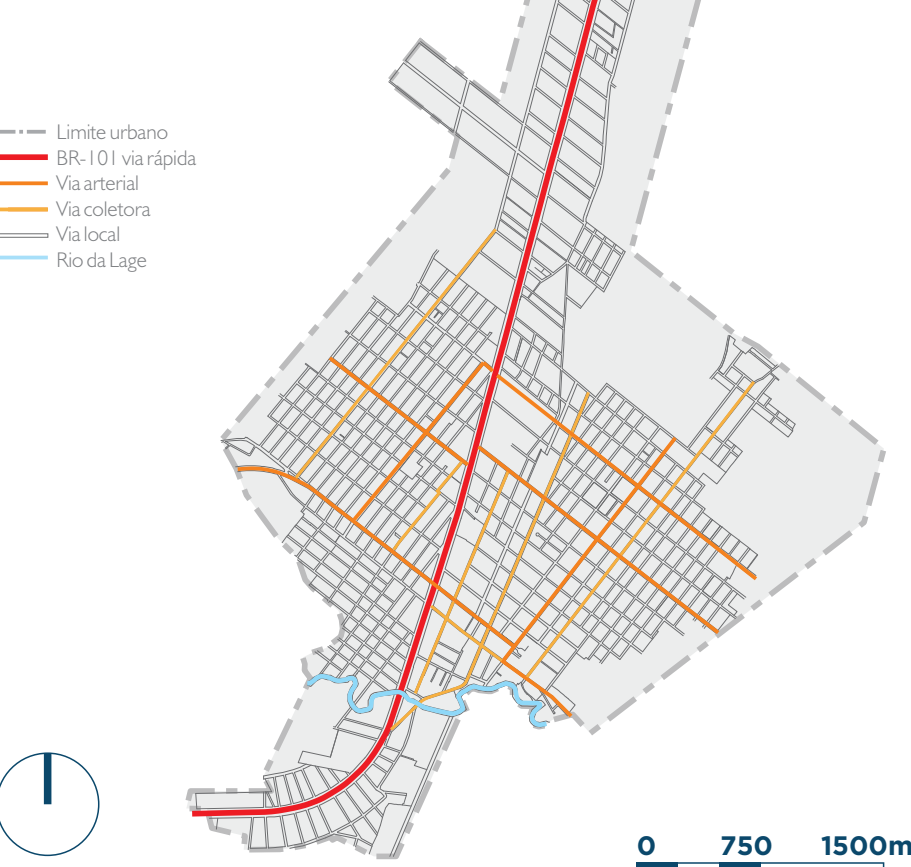 Limite urbano
BR-101 via rápida
Via arterial
Via coletora
Via local
Rio da Lage
0 750 1500m